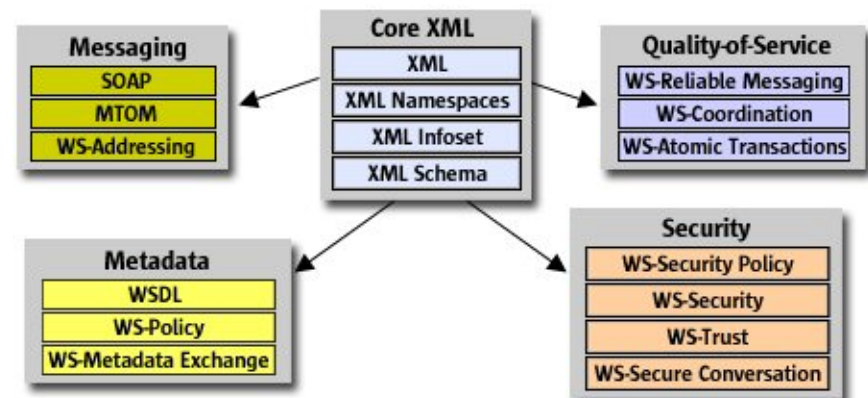 Messaging
SOAP
MTOM
WS-Addressing
Core XML
XML
XML Namespaces
XML Infoset
XML Schema
Quality-of-Service
WS-Reliable Messaging
WS-Coordination
WS-Atomic Transactions
Metadata
WSDL
WS-Policy
WS-Metadata Exchange
Security
WS-Security Policy
WS-Security
WS-Trust
WS-Secure Conversation